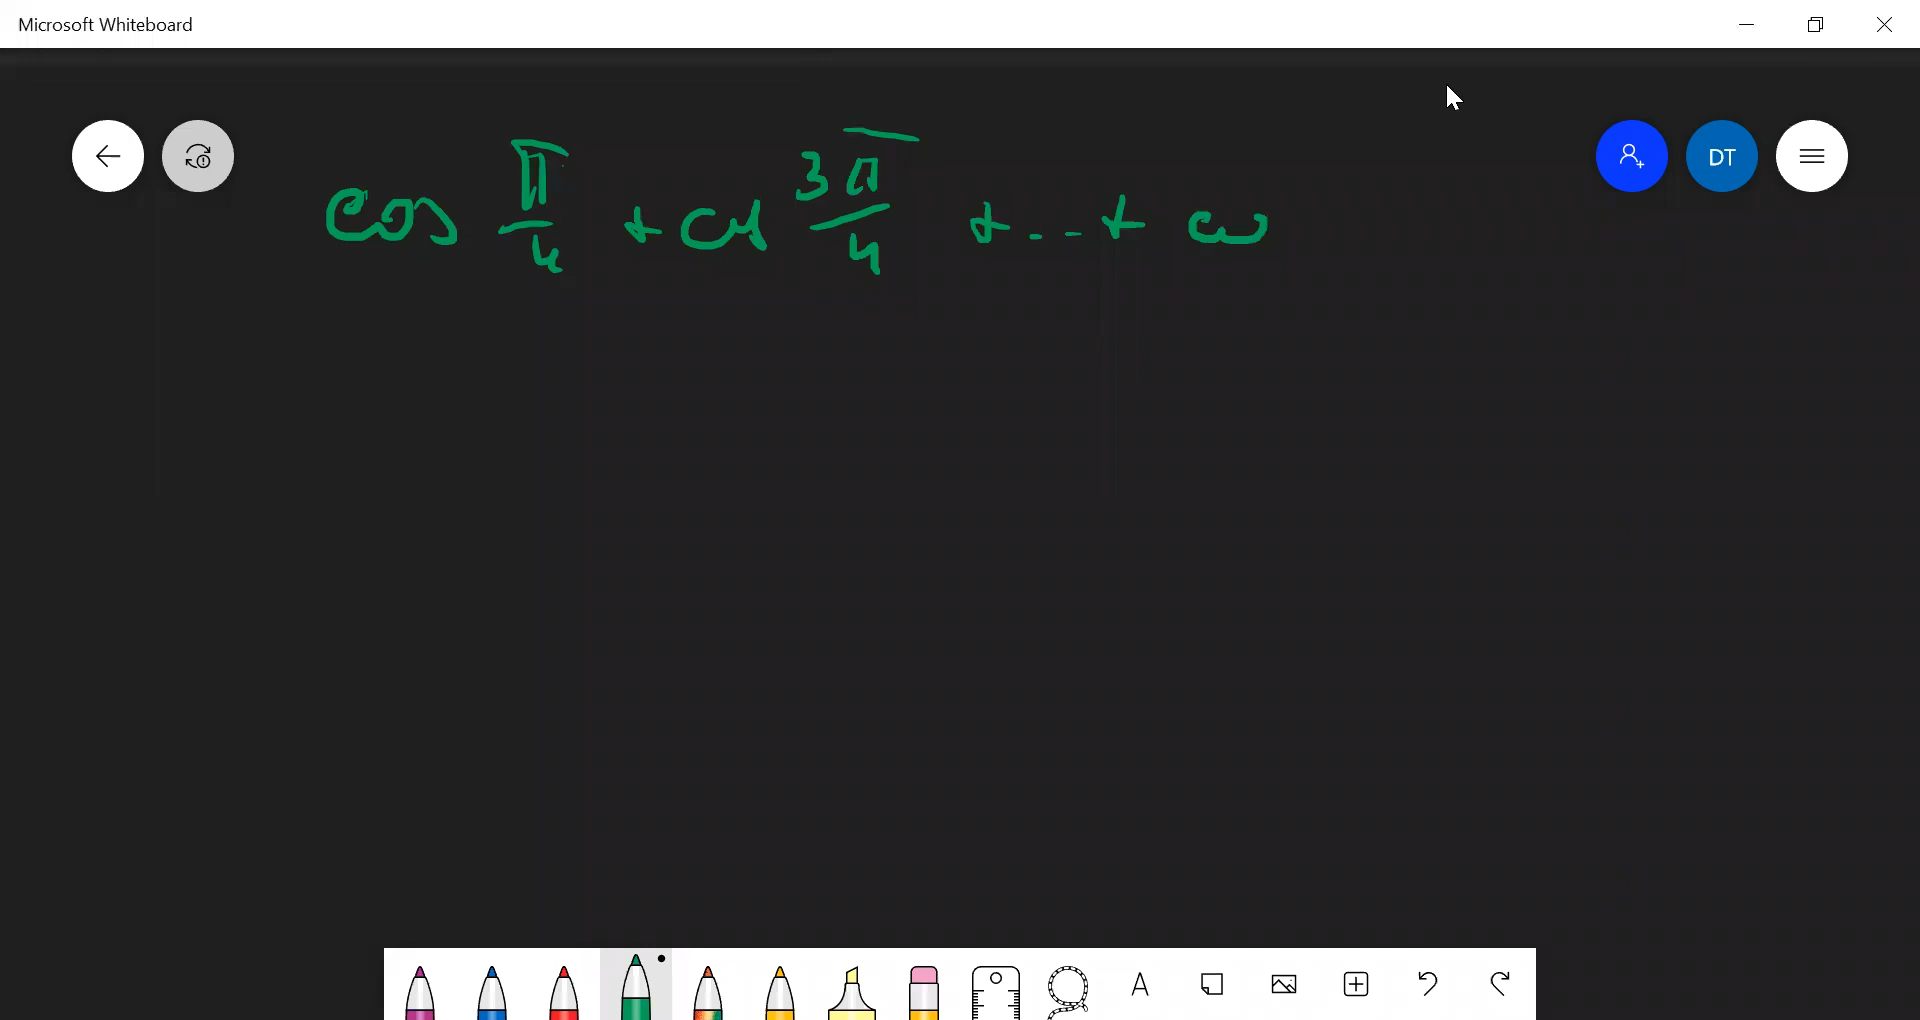 Microsoft Whiteboard
DT
cos π/4 + cos 3π/4 + ... + cos
A